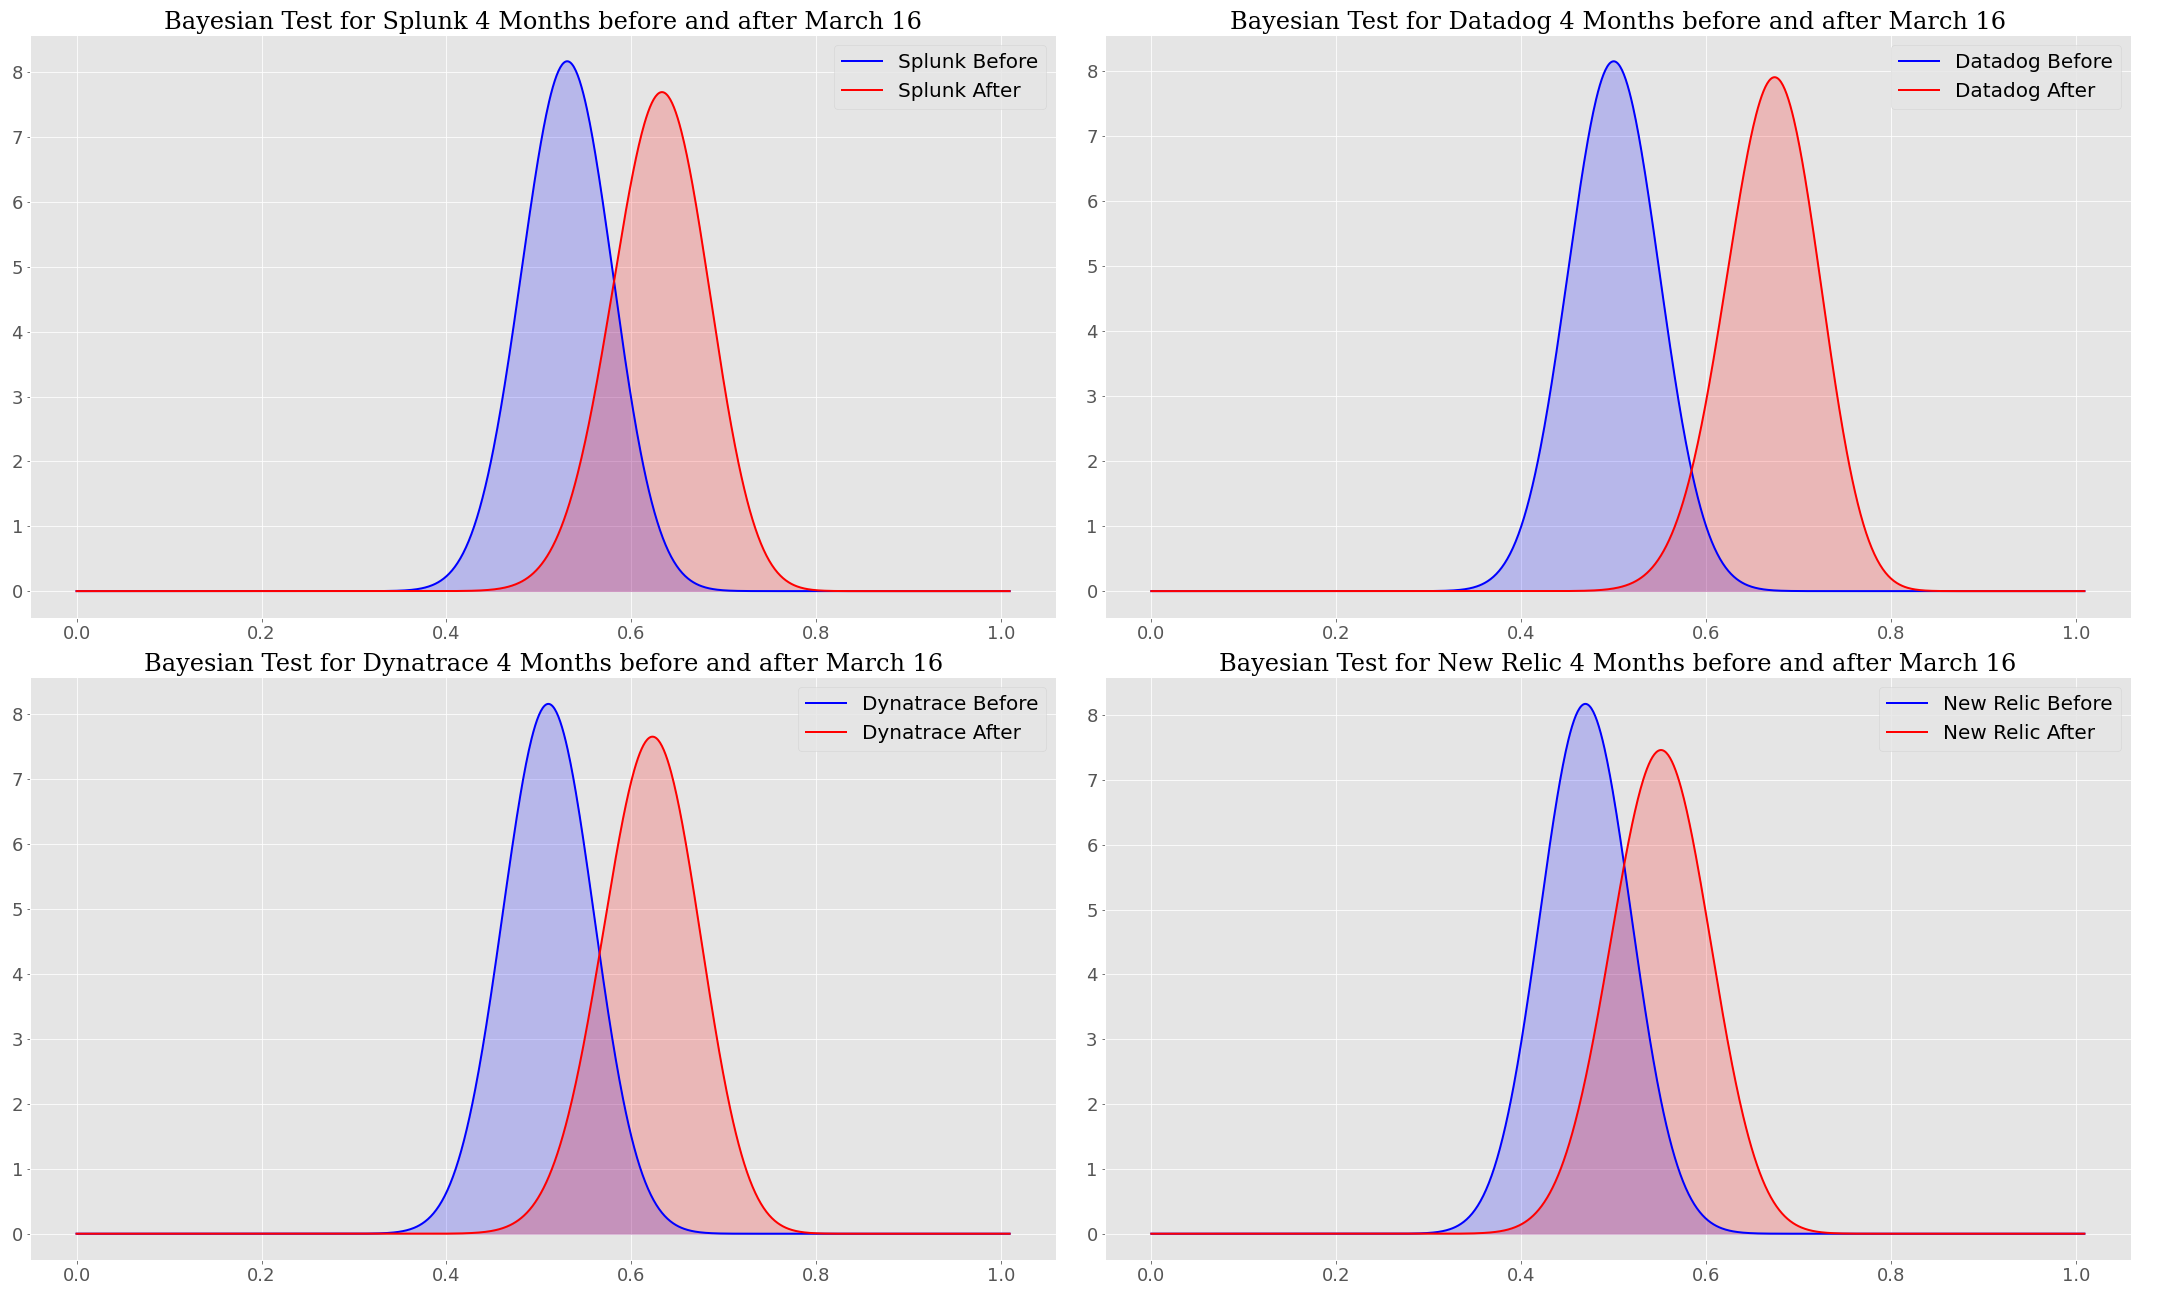 Bayesian Test for Splunk 4 Months before and after March 16
Splunk Before
Splunk After
8
7
6
5
4
3
2
1
0
0.0 0.2 0.4 0.6 0.8 1.0
Bayesian Test for Datadog 4 Months before and after March 16
Datadog Before
Datadog After
8
7
6
5
4
3
2
1
0
0.0 0.2 0.4 0.6 0.8 1.0
Bayesian Test for Dynatrace 4 Months before and after March 16
Dynatrace Before
Dynatrace After
8
7
6
5
4
3
2
1
0
0.0 0.2 0.4 0.6 0.8 1.0
Bayesian Test for New Relic 4 Months before and after March 16
New Relic Before
New Relic After
8
7
6
5
4
3
2
1
0
0.0 0.2 0.4 0.6 0.8 1.0